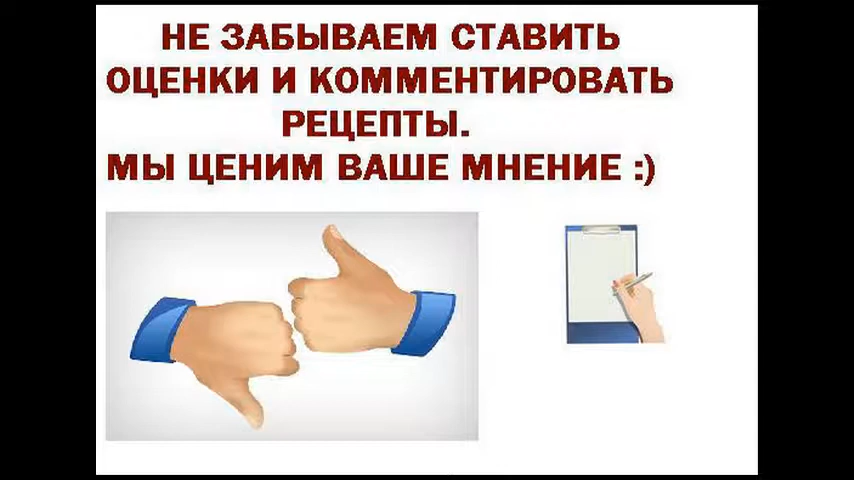 НЕ ЗАБЫВАЕМ СТАВИТЬ
ОЦЕНКИ И КОММЕНТИРОВАТЬ
РЕЦЕПТЫ.
МЫ ЦЕНИМ ВАШЕ МНЕНИЕ :)